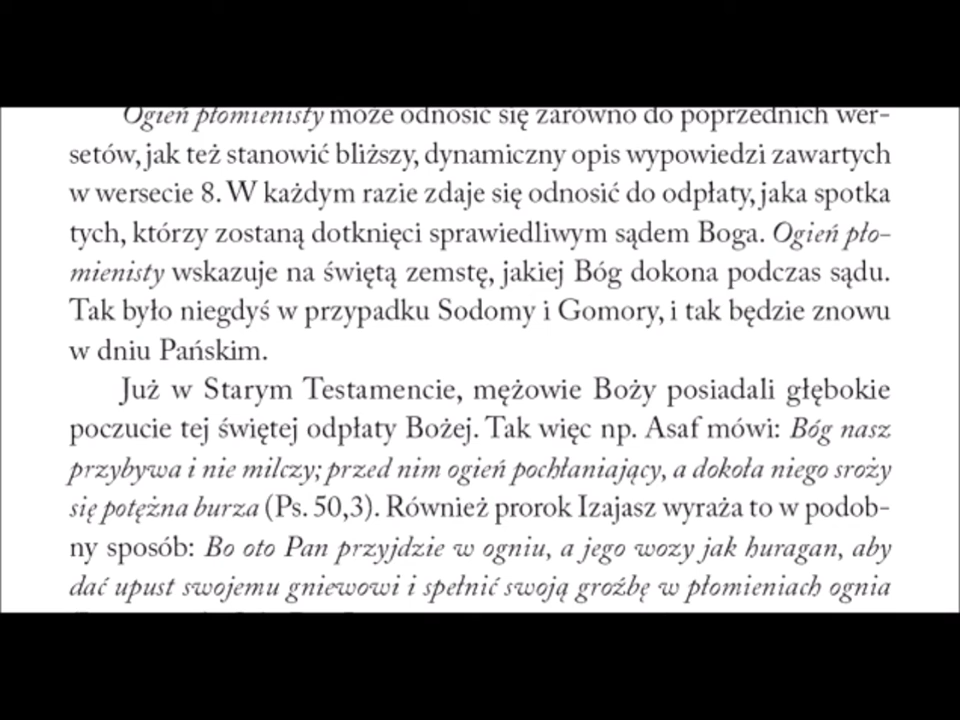 Ogień płomienisty może odnosić się zarówno do poprzednich wer-
setów, jak też stanowić bliższy, dynamiczny opis wypowiedzi zawartych
w wersecie 8. W każdym razie zdaje się odnosić do odpłaty, jaka spotka
tych, którzy zostaną dotknięci sprawiedliwym sądem Boga. Ogień pło-
mienisty wskazuje na świętą zemstę, jakiej Bóg dokona podczas sądu.
Tak było niegdyś w przypadku Sodomy i Gomory, i tak będzie znowu
w dniu Pańskim.
Już w Starym Testamencie, mężowie Boży posiadali głębokie
poczucie tej świętej odpłaty Bożej. Tak więc np. Asaf mówi: Bóg nasz
przybywa i nie milczy; przed nim ogień pochłaniający, a dokoła niego sroży
się potężna burza (Ps. 50,3). Również prorok Izajasz wyraża to w podob-
ny sposób: Bo oto Pan przyjdzie w ogniu, a jego wozy jak huragan, aby
dać upust swojemu gniewowi i spełnić swoją groźbę w płomieniach ognia